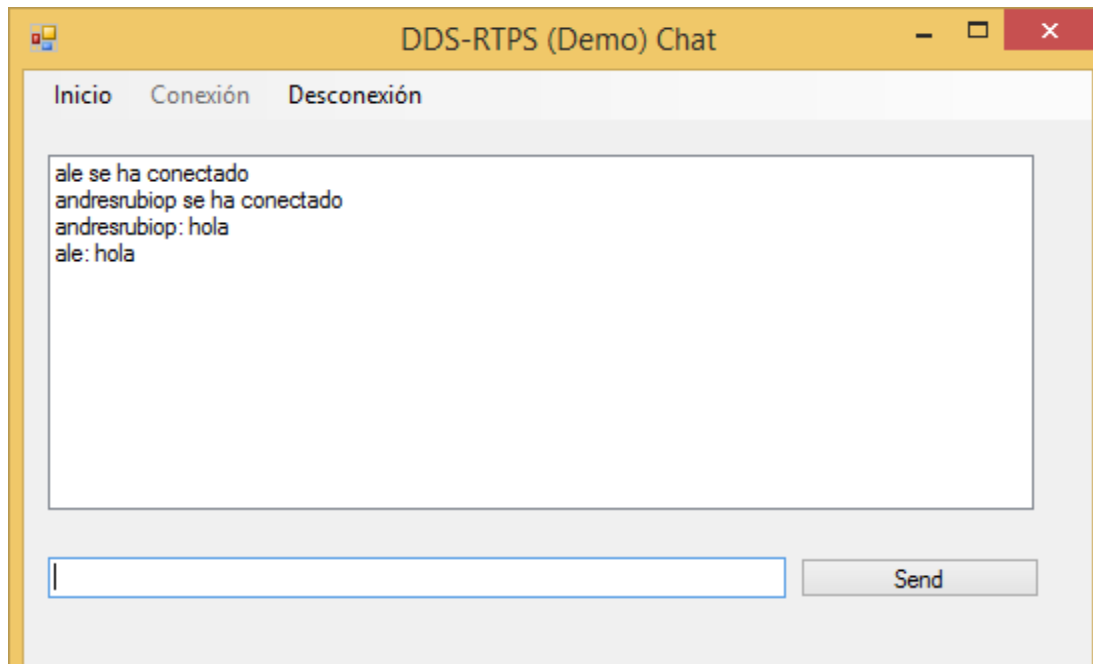 DDS-RTPS (Demo) Chat
Inicio Conexión Desconexión
ale se ha conectado
andresrubiop se ha conectado
andresrubiop: hola
ale: hola
Send